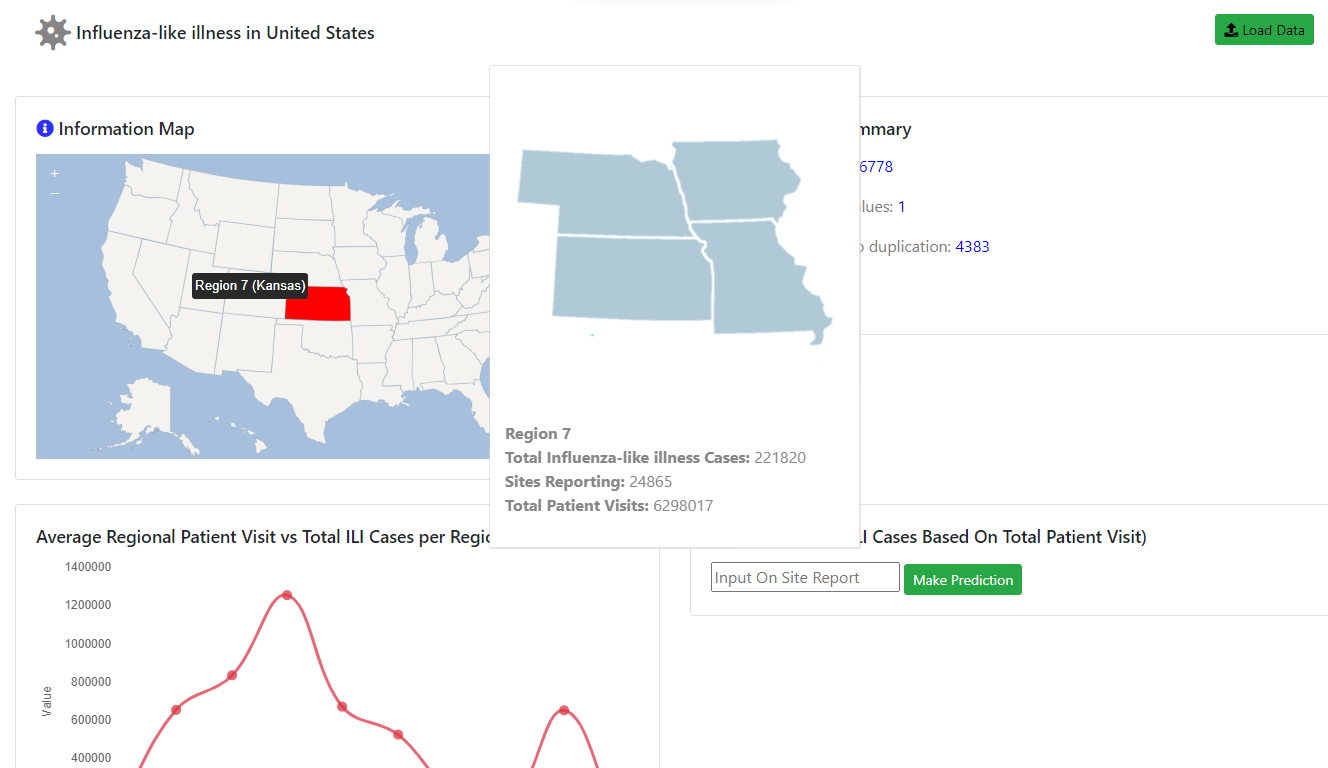 Influenza-like illness in United States
Load Data
Information Map
+
−
Region 7 (Kansas)
Region 7
Total Influenza-like illness Cases: 221820
Sites Reporting: 24865
Total Patient Visits: 6298017
mmary
6778
lues: 1
duplication: 4383
Average Regional Patient Visit vs Total ILI Cases per Regio
1400000
1200000
1000000
800000
600000
400000
Value
I Cases Based On Total Patient Visit)
Input On Site Report
Make Prediction